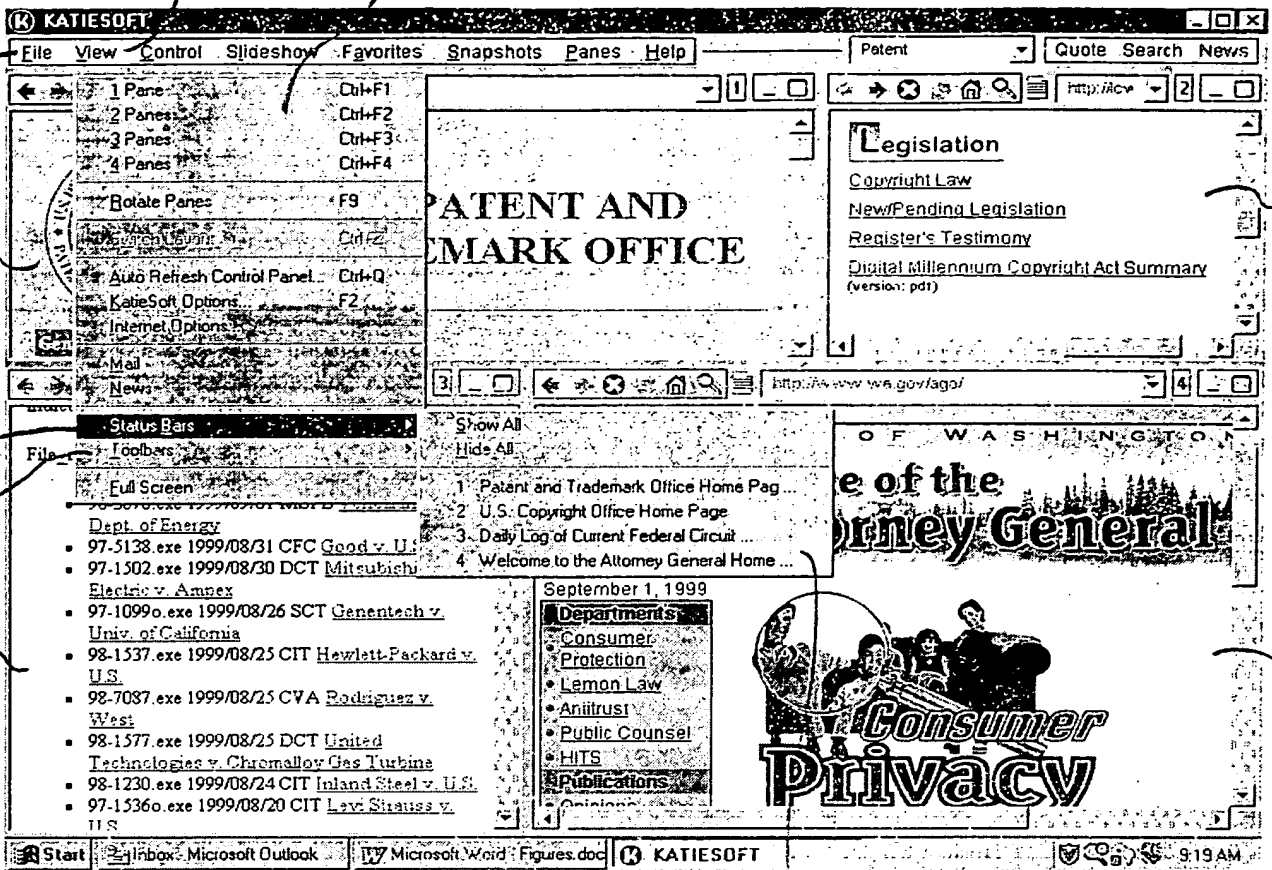 KATIESOFT
File View Control Slideshow Favorites Snapshots Panes Help
Patent
Quote Search News
1 Pane Ctrl+F1
2 Panes Ctrl+F2
3 Panes Ctrl+F3
4 Panes Ctrl+F4
Rotate Panes F9
Auto Refresh Control Panel... Ctrl+Q
KatieSoft Options... F2
Internet Options...
Mail
News
Status Bars
Toolbars
Full Screen
Show All
Hide All
1 Patent and Trademark Office Home Pag...
2 U.S. Copyright Office Home Page
3 Daily Log of Current Federal Circuit ...
4 Welcome to the Attorney General Home ...
1
PATENT AND
EMARK OFFICE
2
Legislation
Copyright Law
New/Pending Legislation
Register's Testimony
Digital Millennium Copyright Act Summary
(version: pdf)
3
File
Dept. of Energy
97-5138.exe 1999/08/31 CFC Good v. U.S
97-1502.exe 1999/08/30 DCT Mitsubishi
Electric v. Ampex
97-1099o.exe 1999/08/26 SCT Genentech v.
Univ. of California
98-1537.exe 1999/08/25 CIT Hewlett-Packard v.
U.S.
98-7087.exe 1999/08/25 CVA Rodriguez v.
West
98-1577.exe 1999/08/25 DCT United
Technologies v. Chromalloy Gas Turbine
98-1230.exe 1999/08/24 CIT Inland Steel v. U.S.
97-1536o.exe 1999/08/20 CIT Levi Strauss v.
U.S.
http://www.wa.gov/ago/
4
OF WASHINGTON
e of the
orney General
September 1, 1999
Departments
Consumer
Protection
Lemon Law
Antitrust
Public Counsel
HITS
Publications
Opinions
Consumer
Privacy
Start
Inbox - Microsoft Outlook
Microsoft Word - Figures.doc
KATIESOFT
9:19 AM